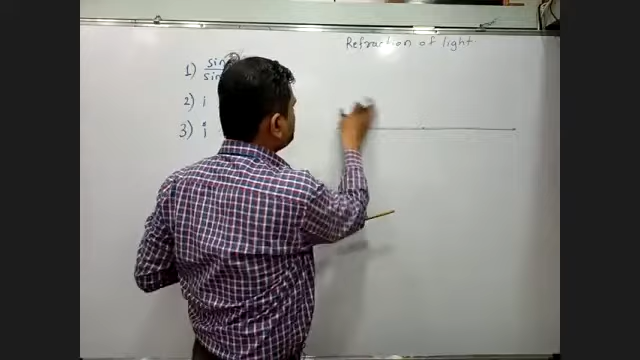 Refraction of light
1) sin
sin
2) i
3) i